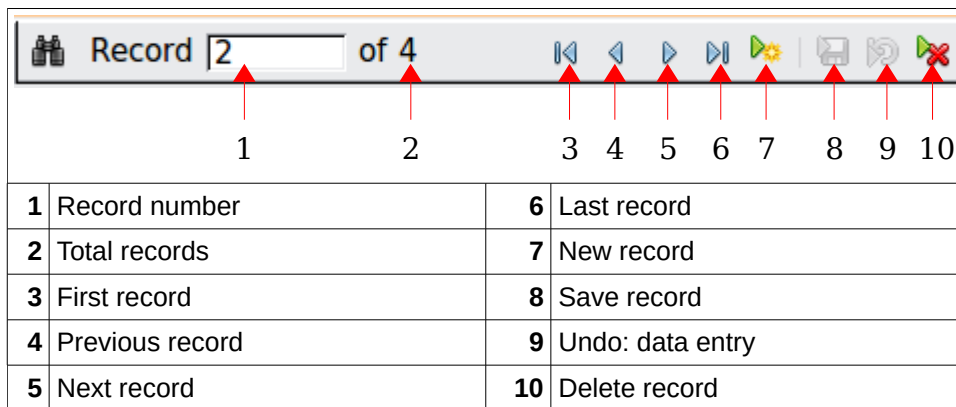 Record 2 of 4
1 2 3 4 5 6 7 8 9 10
1 Record number 6 Last record
2 Total records 7 New record
3 First record 8 Save record
4 Previous record 9 Undo: data entry
5 Next record 10 Delete record